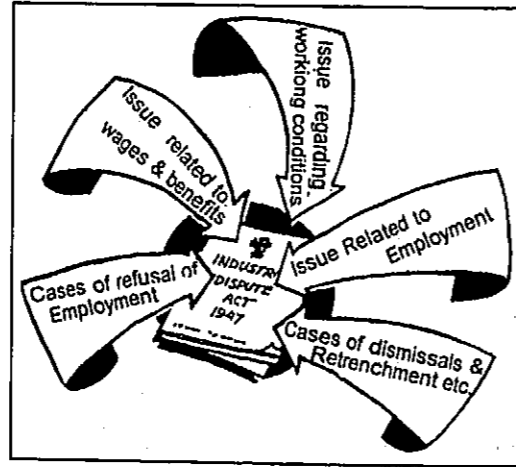 Issue regarding.
workiong conditions.
Issue related to.
wages & benefits
Issue Related to
Employment
Cases of refusal of
Employment
INDUSTRY
DISPUTE
ACT
1947
Cases of dismissals &
Retrenchment etc.